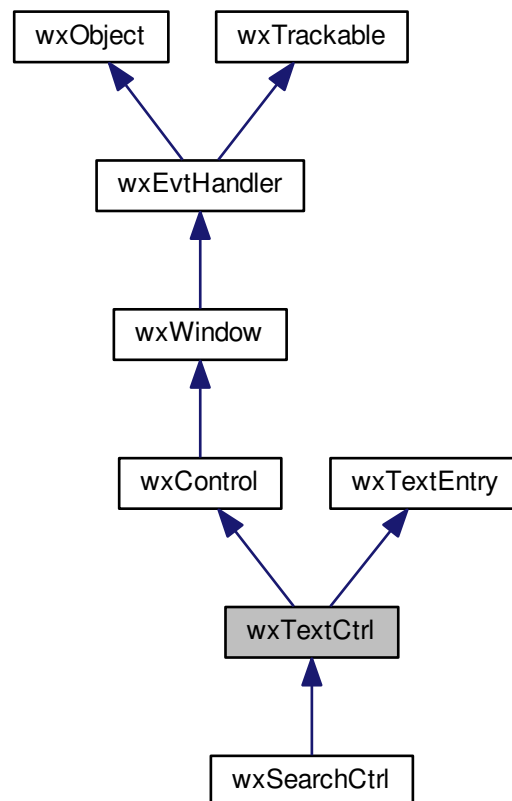 wxObject
wxTrackable
wxEvtHandler
wxWindow
wxControl
wxTextEntry
wxTextCtrl
wxSearchCtrl